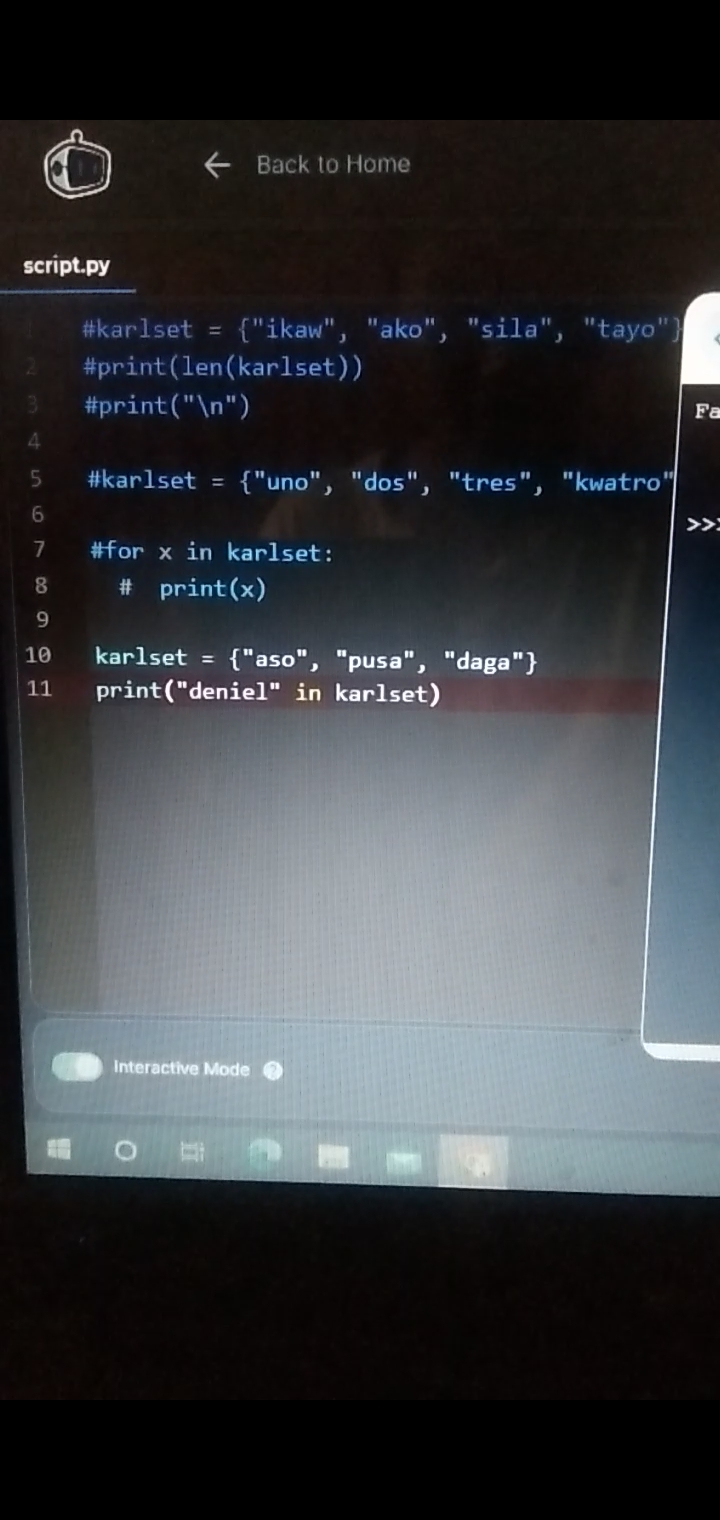 Back to Home
script.py
1 #karlset = {"ikaw", "ako", "sila", "tayo"}
2 #print(len(karlset))
3 #print("\n")
4
5 #karlset = {"uno", "dos", "tres", "kwatro"
6
7 #for x in karlset:
8 # print(x)
9
10 karlset = {"aso", "pusa", "daga"}
11 print("deniel" in karlset)
Fa
>>>
Interactive Mode ?